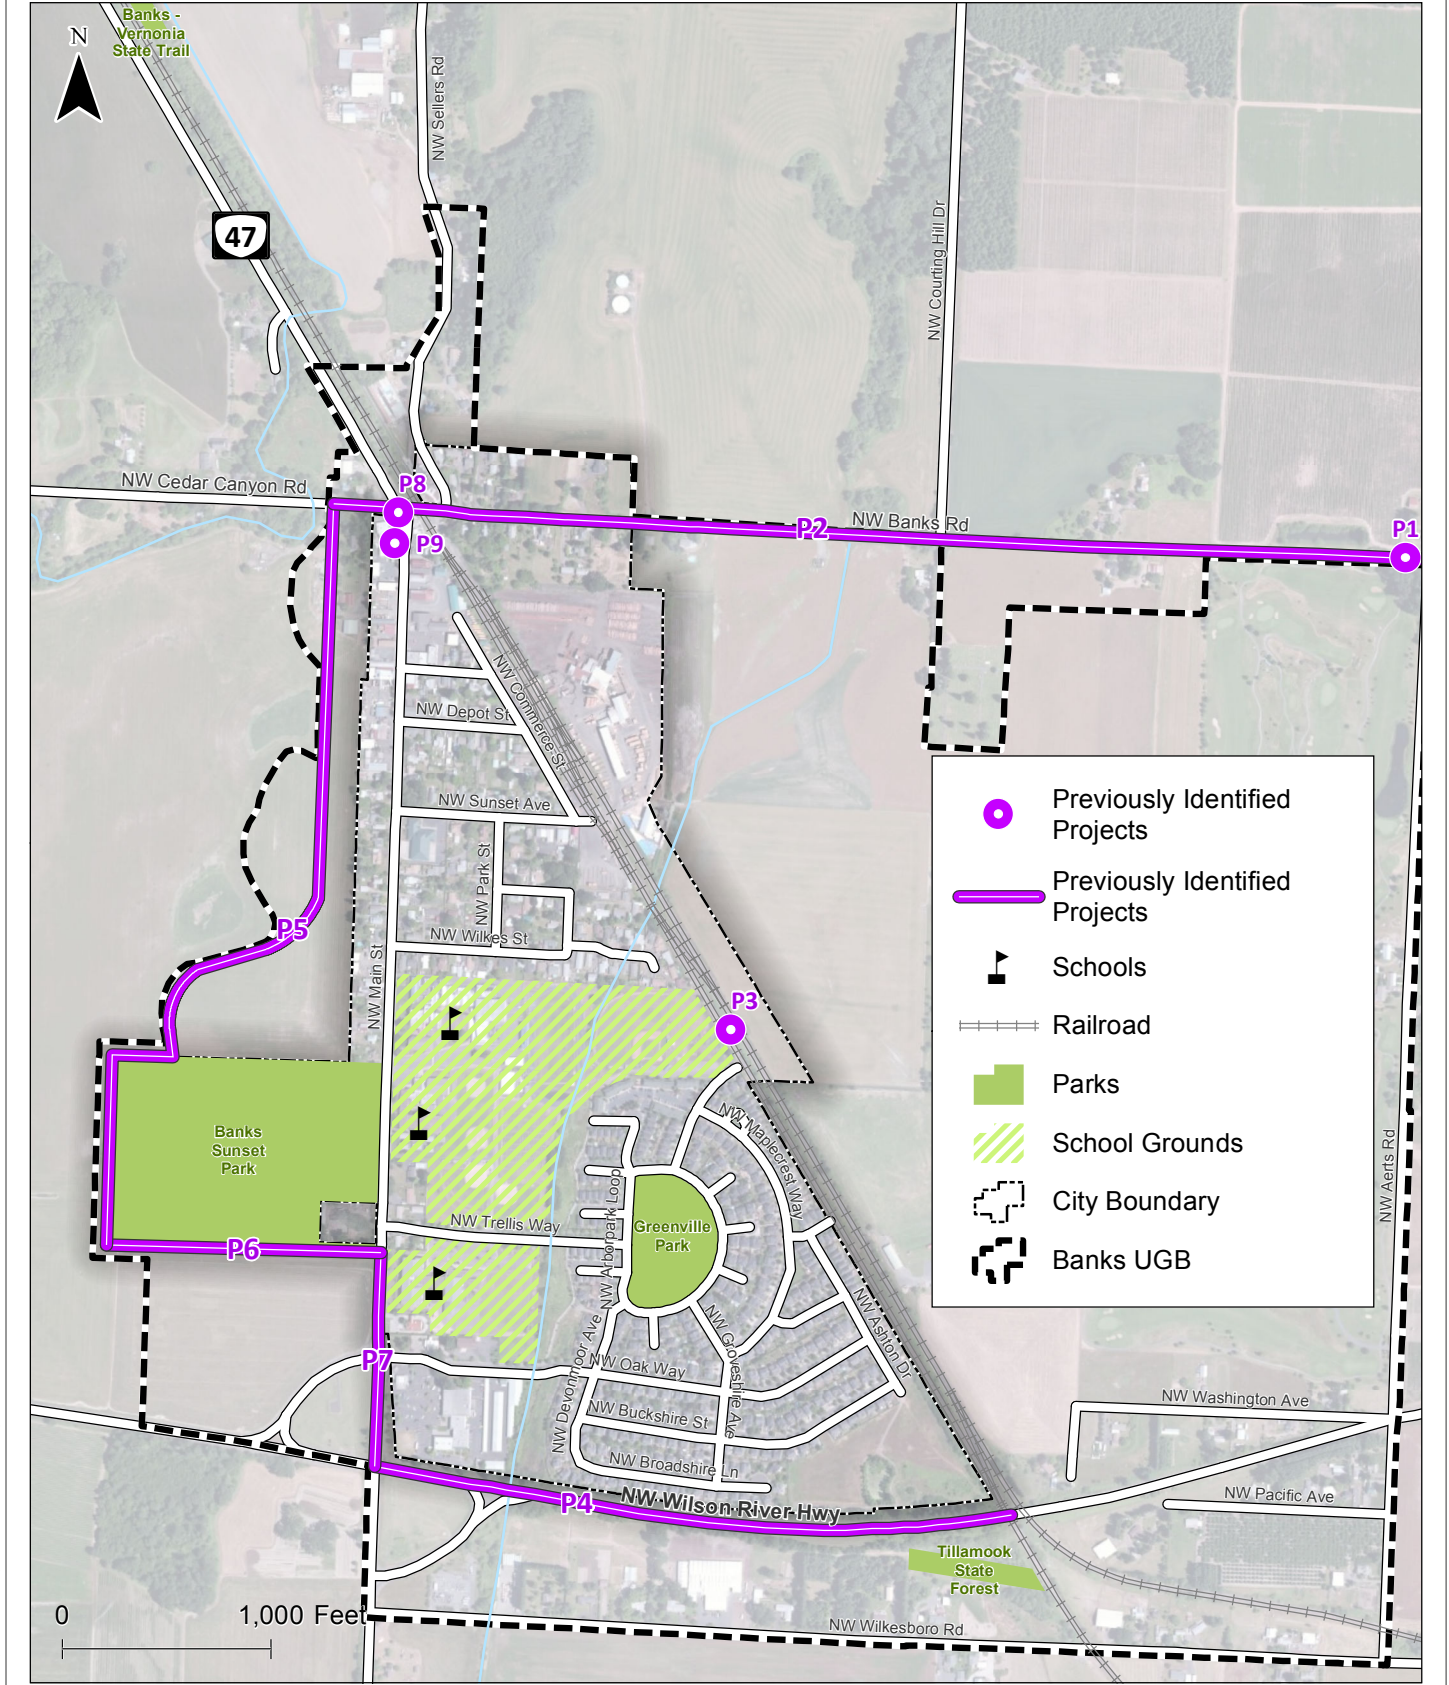 Banks -
Vernonia
State Trail
N
NW Sellers Rd
47
NW Courting Hill Dr
NW Cedar Canyon Rd
P8
P9
P2
NW Banks Rd
P1
NW Commerce St
NW Depot St
NW Sunset Ave
NW Park St
NW Wilkes St
P5
NW Main St
P3
Previously Identified
Projects
Previously Identified
Projects
Schools
Railroad
Parks
School Grounds
City Boundary
Banks UGB
NW Aerts Rd
Banks
Sunset
Park
NW Maplecrest Way
NW Arborpark Loop
Greenville
Park
NW Trellis Way
P6
NW Ashton Dr
NW Groveshire Ave
NW Devonmoor Ave
P7
NW Oak Way
NW Buckshire St
NW Broadshire Ln
NW Washington Ave
P4
NW Wilson River Hwy
NW Pacific Ave
Tillamook
State
Forest
0
1,000 Feet
NW Wilkesboro Rd